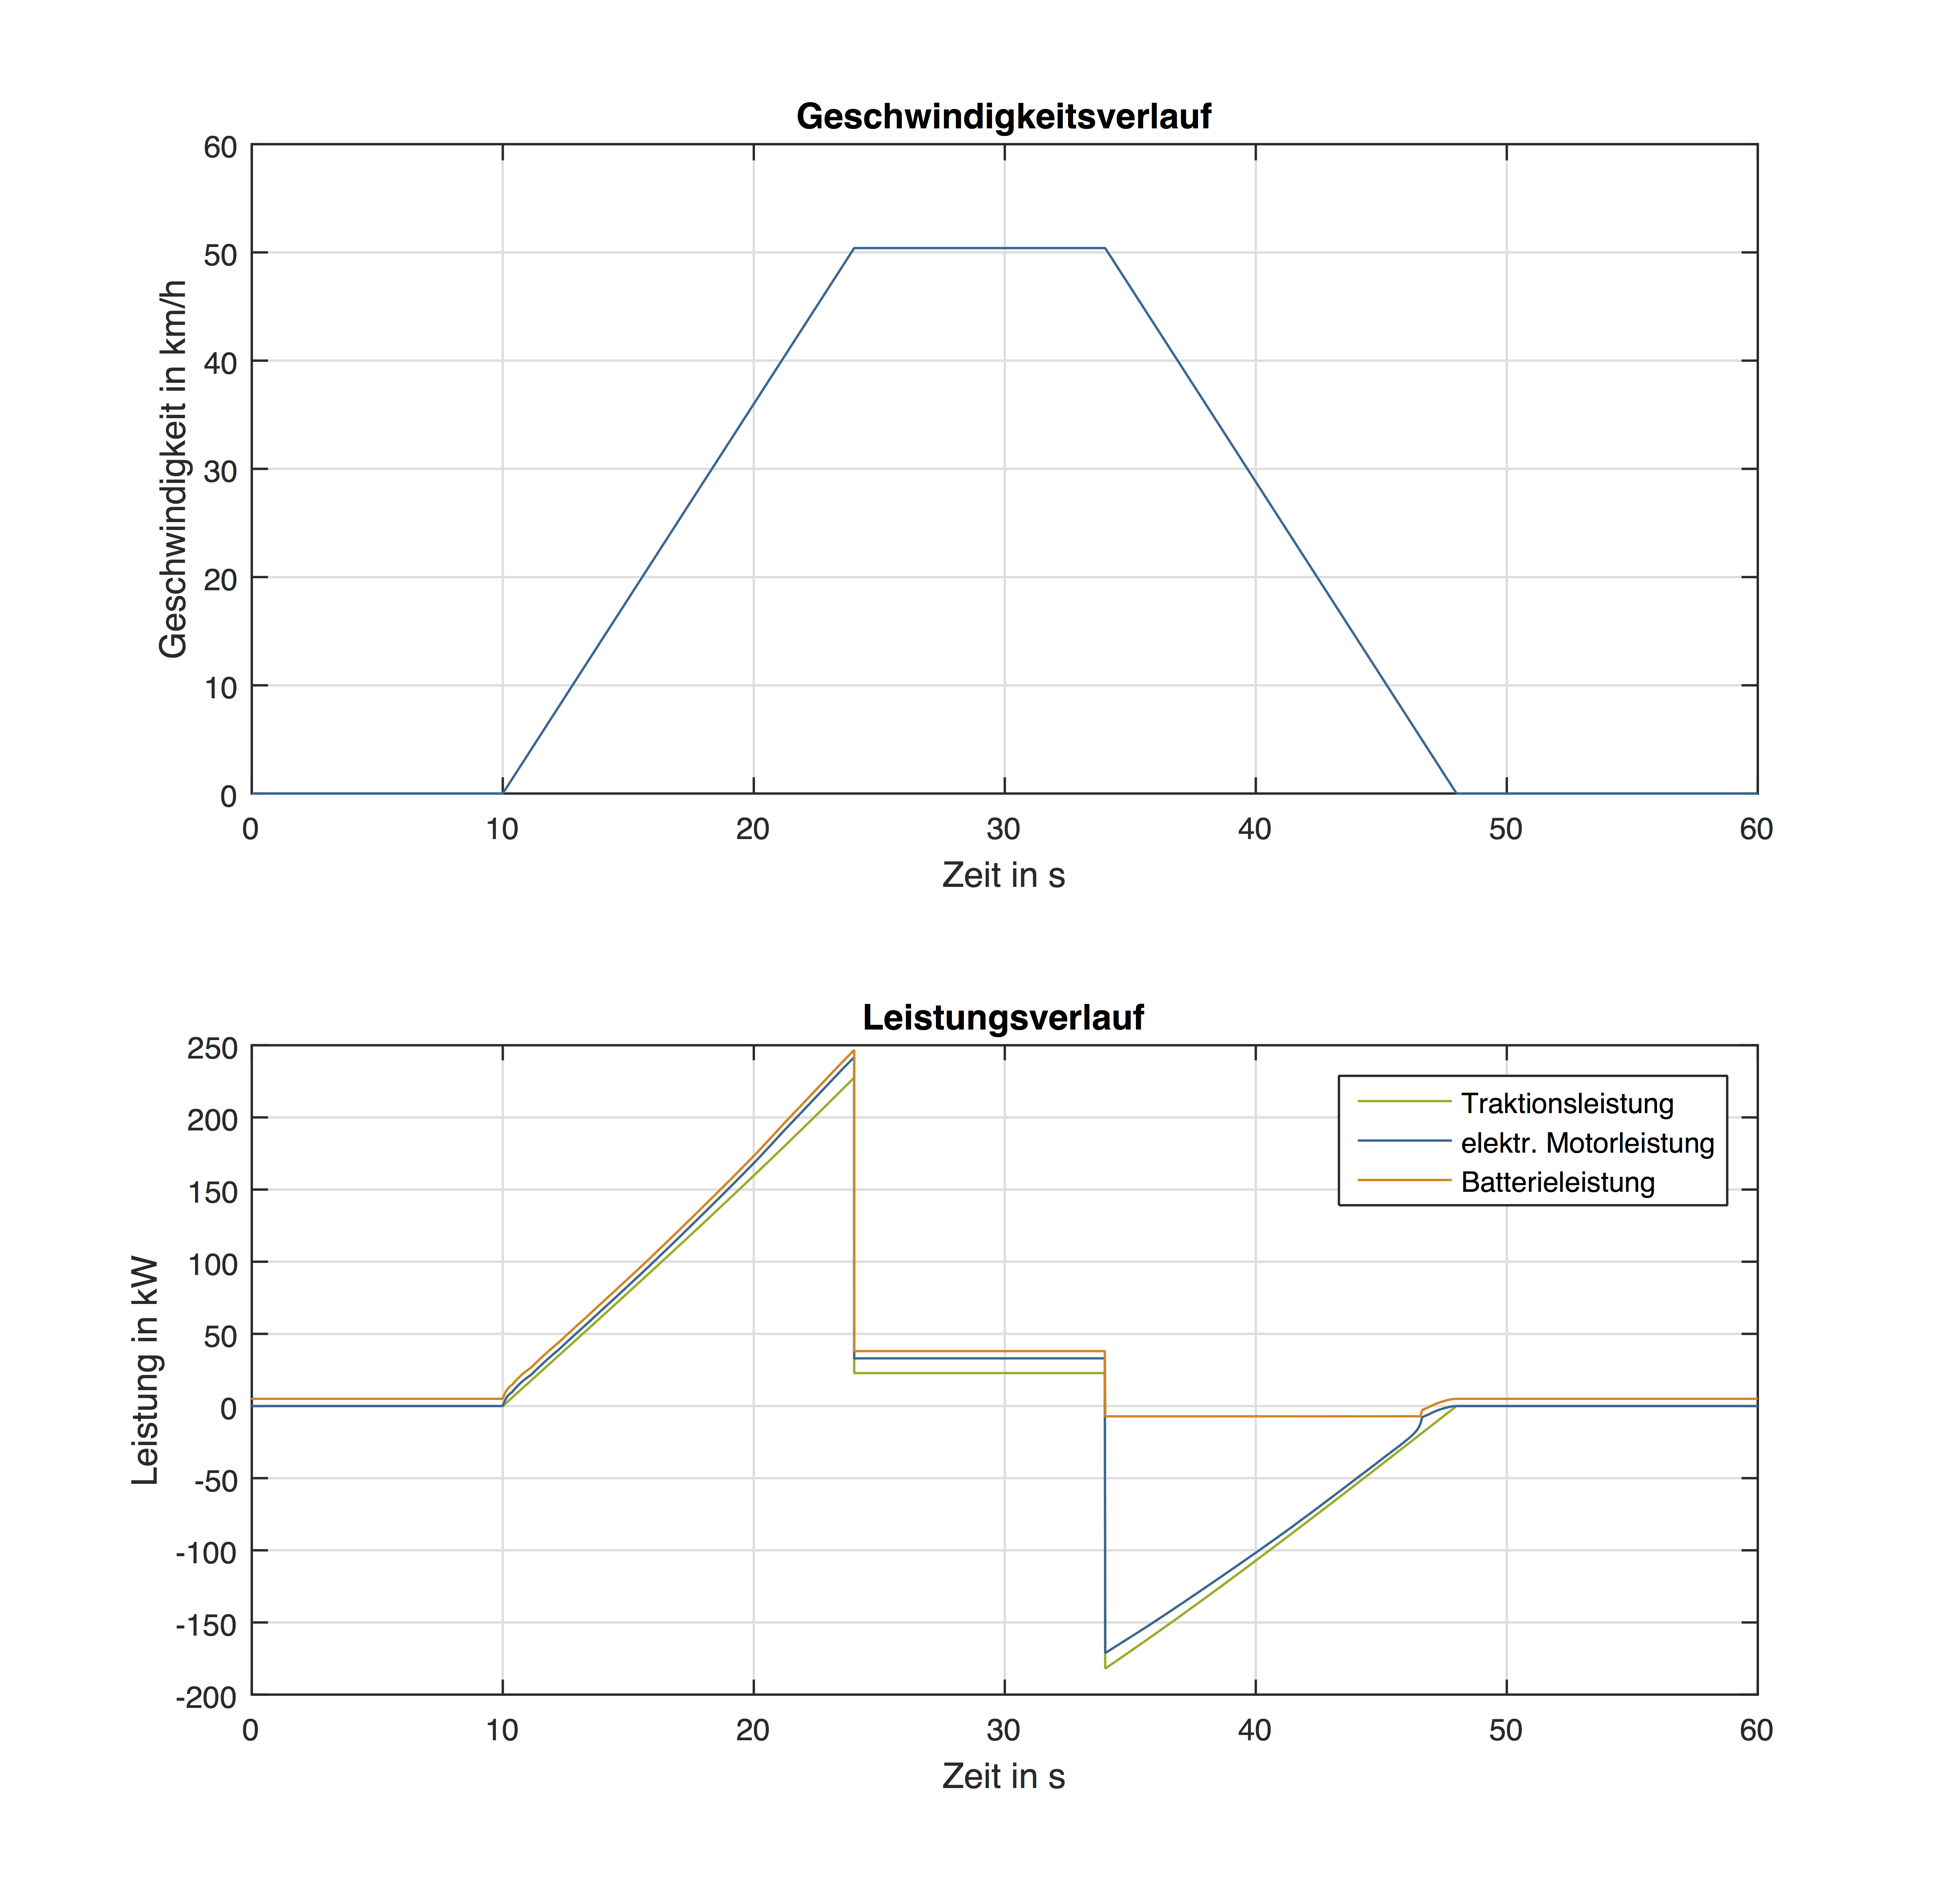 Geschwindigkeitsverlauf
60
50
40
30
20
10
0
Geschwindigkeit in km/h
0 10 20 30 40 50 60
Zeit in s
Leistungsverlauf
250
200
150
100
50
0
-50
-100
-150
-200
Leistung in kW
Traktionsleistung
elektr. Motorleistung
Batterieleistung
0 10 20 30 40 50 60
Zeit in s